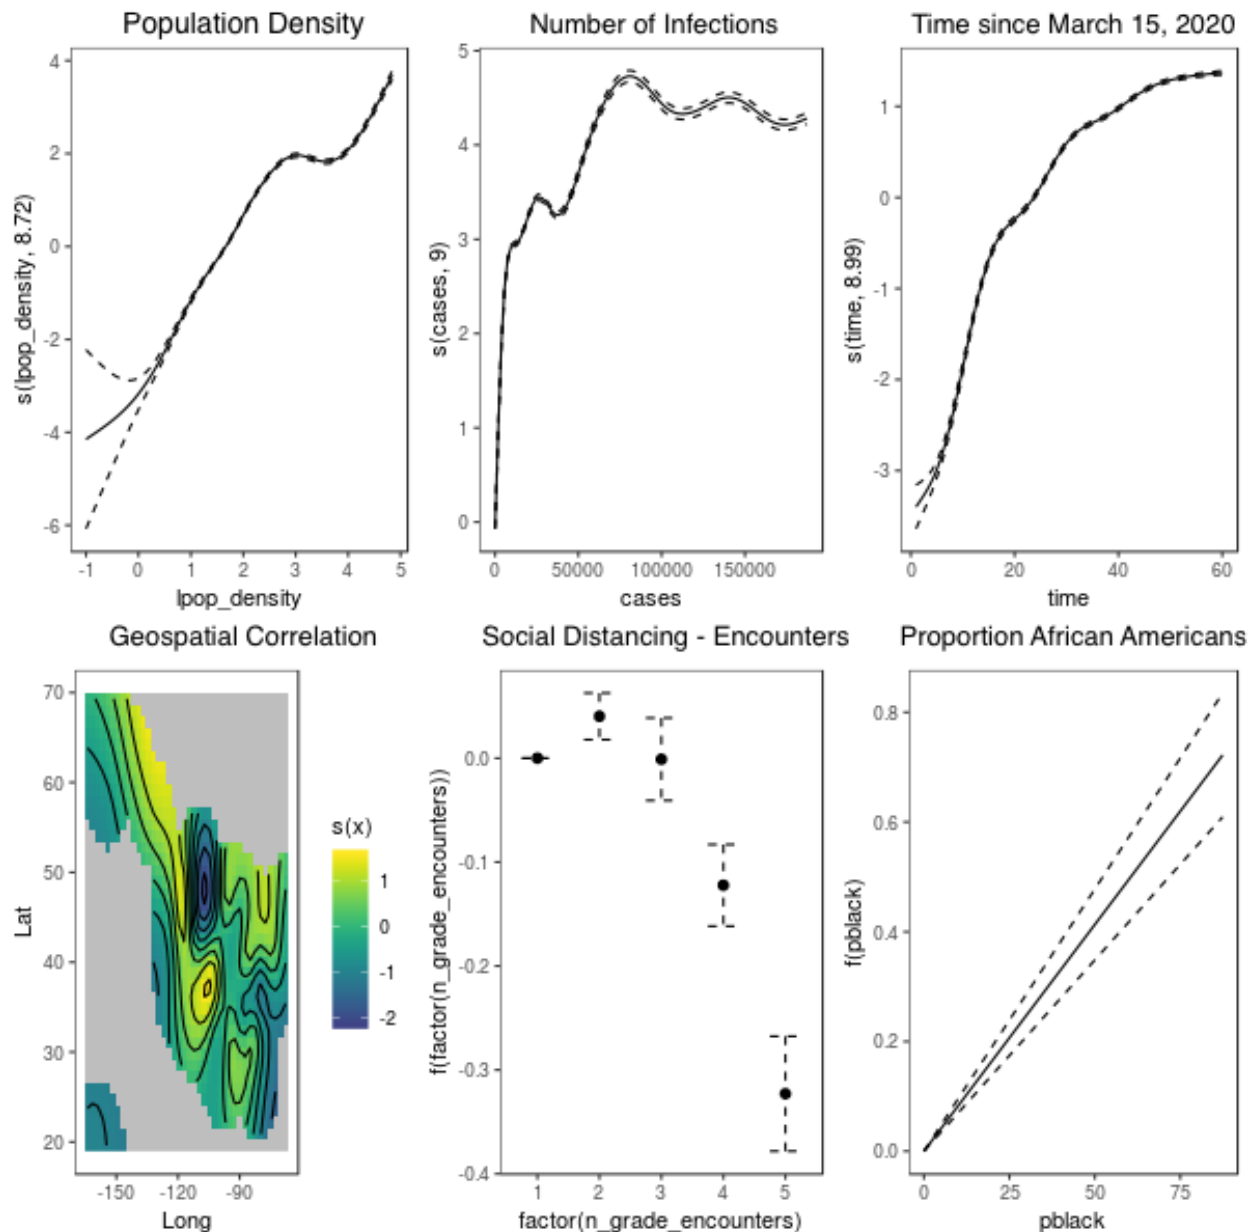 Population Density
s(lpop_density, 8.72)
4
2
0
-2
-4
-6
-1 0 1 2 3 4 5
lpop_density
Number of Infections
s(cases, 9)
5
4
3
2
1
0
0 50000 100000 150000
cases
Time since March 15, 2020
s(time, 8.99)
1
0
-1
-2
-3
0 20 40 60
time
Geospatial Correlation
Lat
70
60
50
40
30
20
-150 -120 -90
Long
s(x)
1
0
-1
-2
Social Distancing - Encounters
f(factor(n_grade_encounters))
0.0
-0.1
-0.2
-0.3
-0.4
1 2 3 4 5
factor(n_grade_encounters)
Proportion African Americans
f(pblack)
0.8
0.6
0.4
0.2
0.0
0 25 50 75
pblack